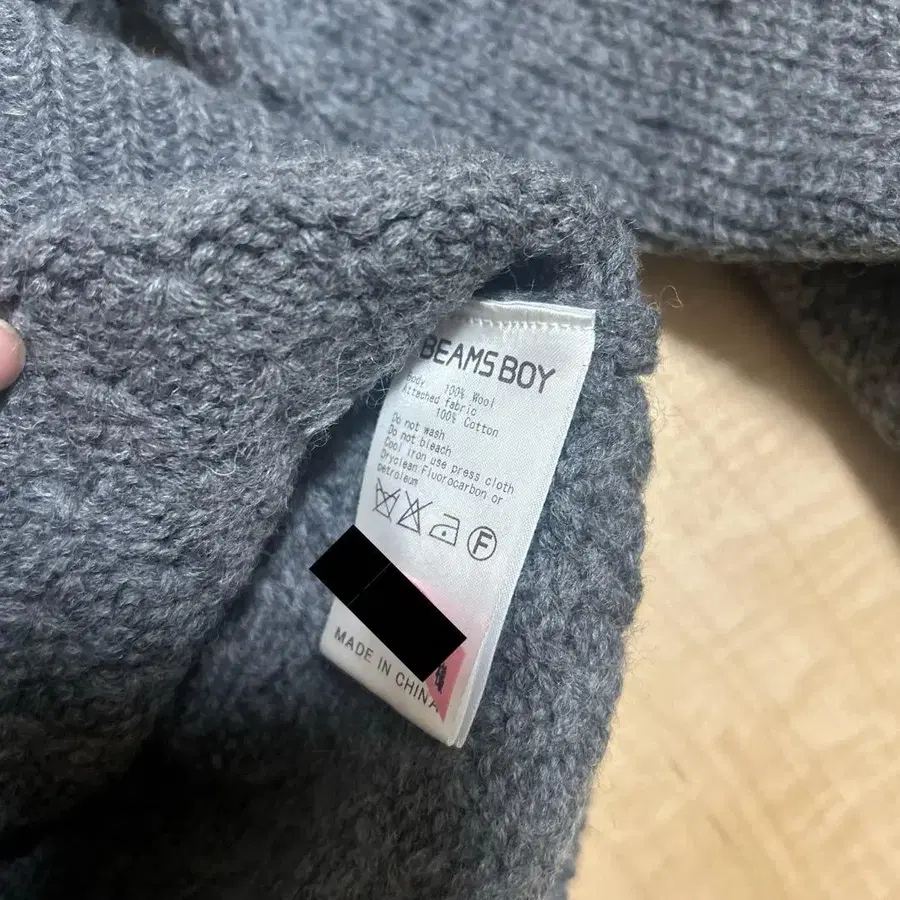 BEAMS BOY
body 100% Wool
Attached fabric
100% Cotton
Do not wash
Do not bleach
Cool iron use press cloth
Dryclean Fluorocarbon or
petroleum
F
MADE IN CHINA